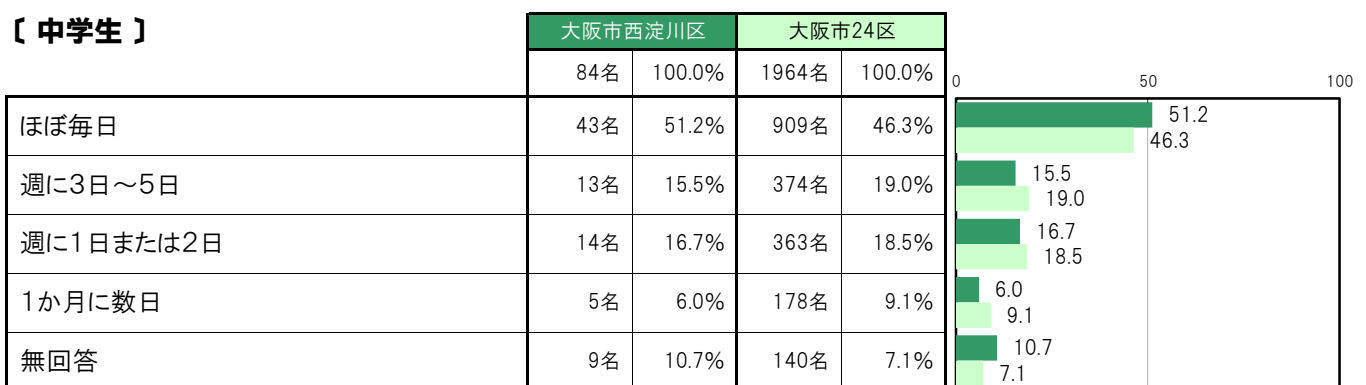 〔 中学生 〕
大阪市西淀川区 大阪市24区
84名 100.0% 1964名 100.0%
0 50 100
ほぼ毎日 43名 51.2% 909名 46.3%
51.2
46.3
週に3日～5日 13名 15.5% 374名 19.0%
15.5
19.0
週に1日または2日 14名 16.7% 363名 18.5%
16.7
18.5
1か月に数日 5名 6.0% 178名 9.1%
6.0
9.1
無回答 9名 10.7% 140名 7.1%
10.7
7.1